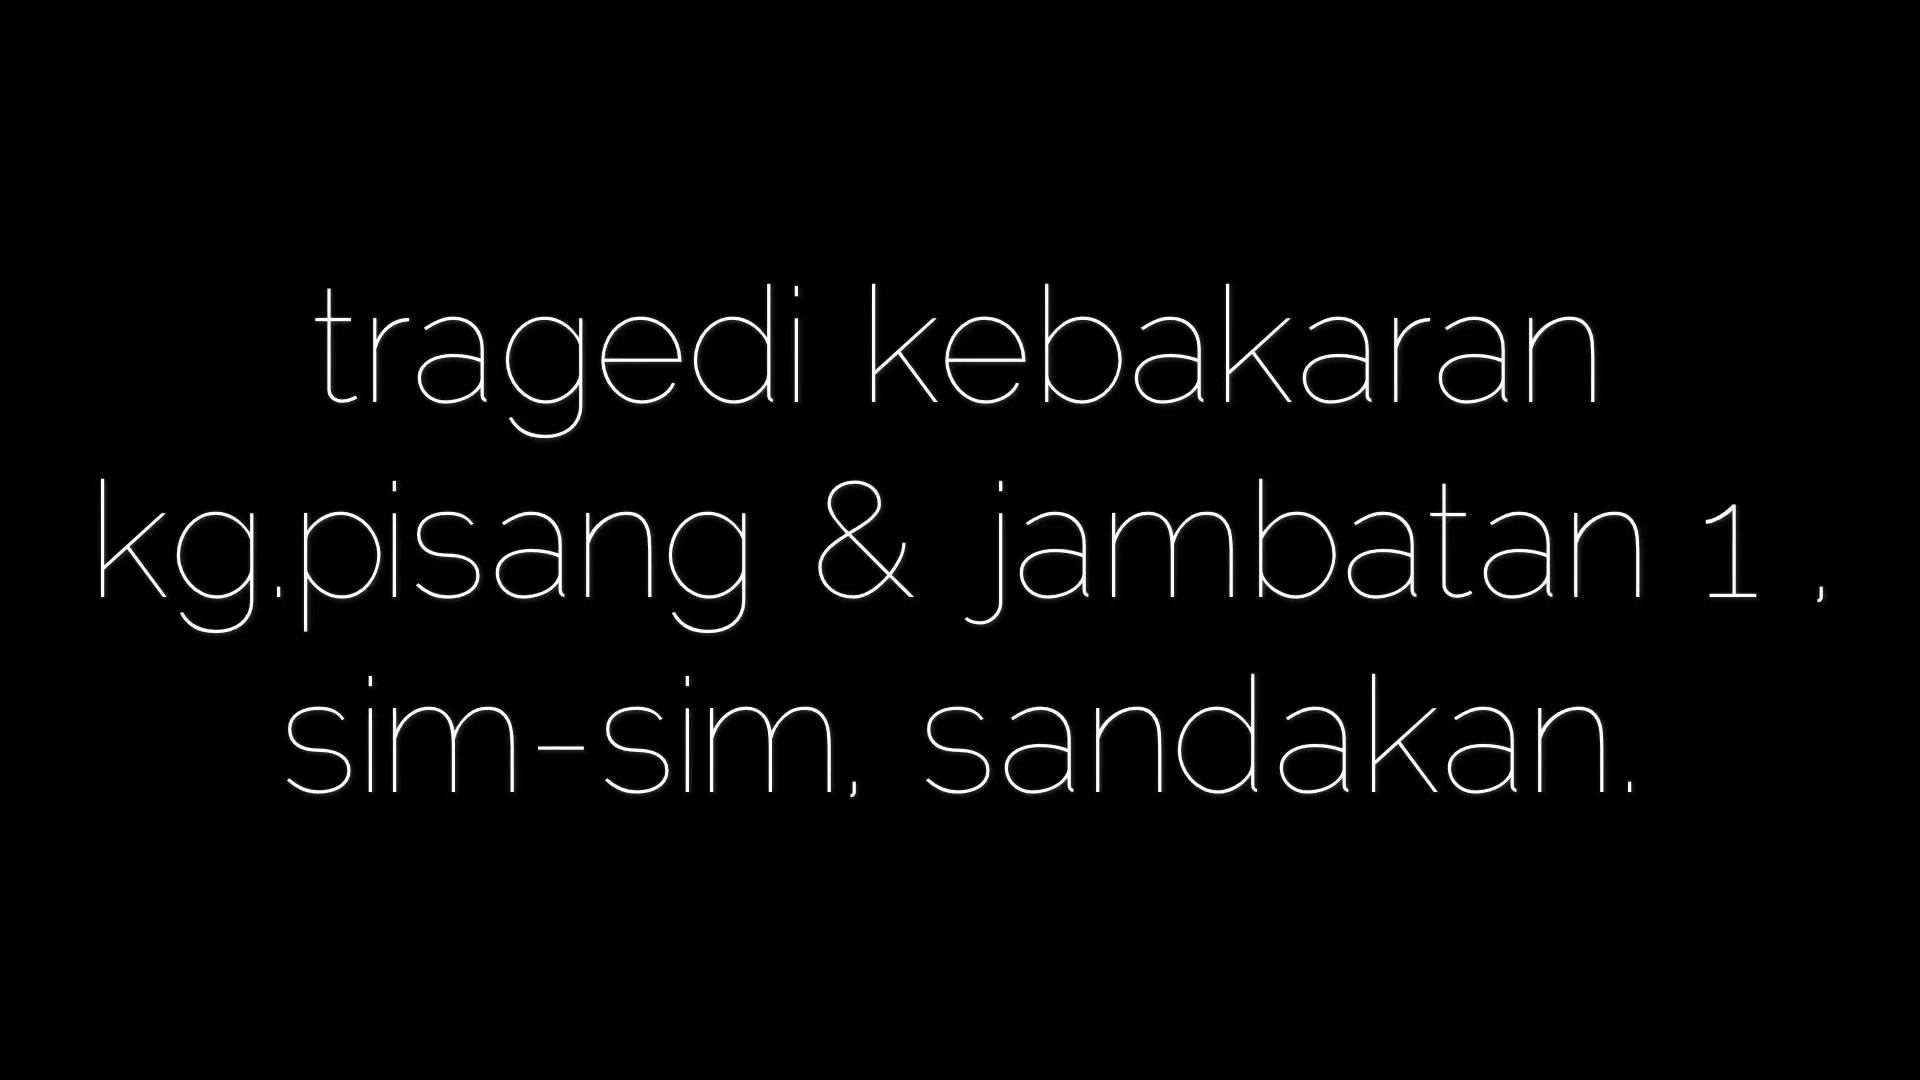 tragedi kebakaran
kg.pisang & jambatan 1 ,
sim-sim, sandakan.